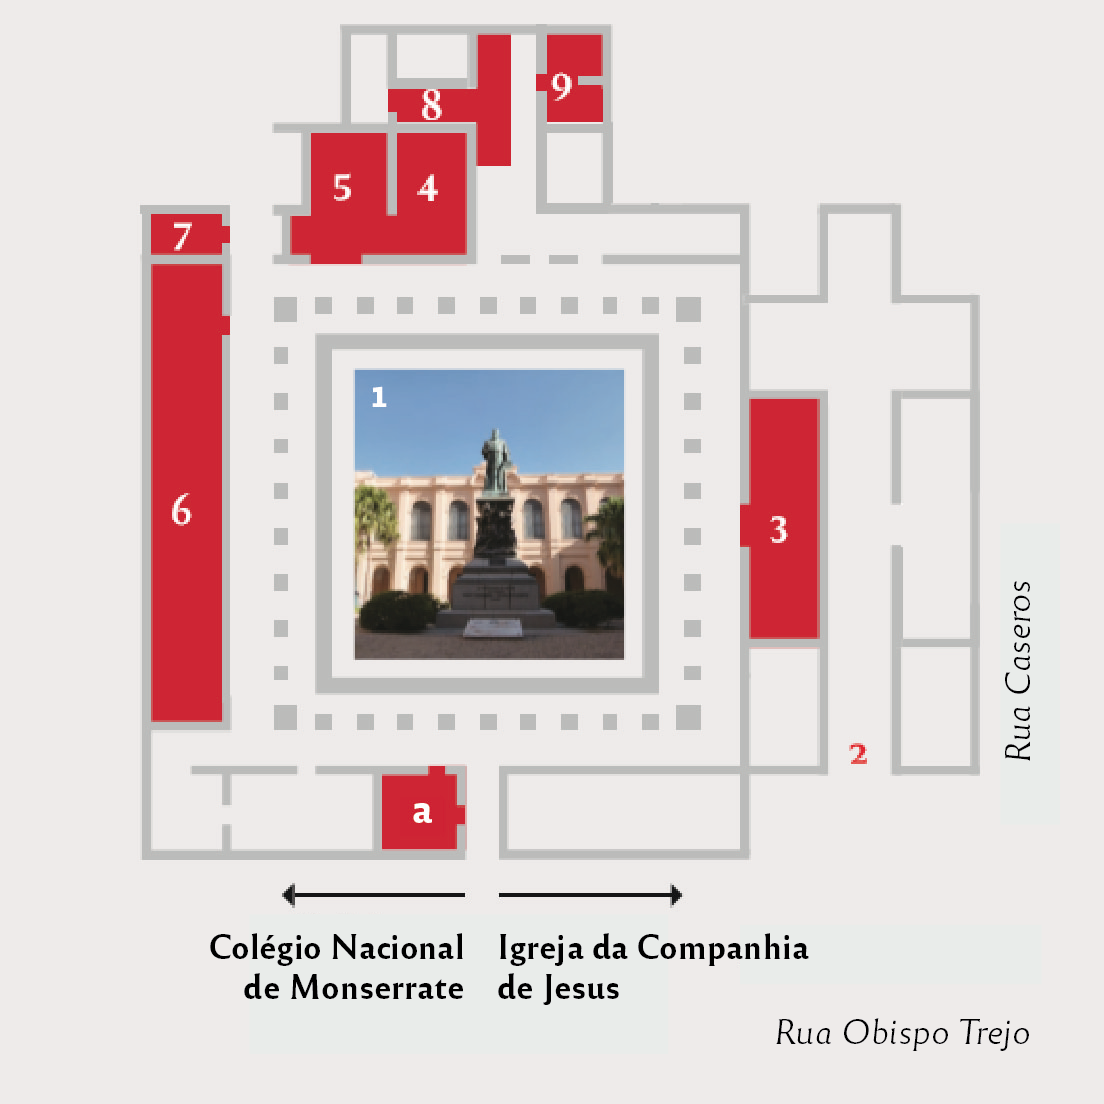 8
9
5
4
7
1
6
3
2
a
Rua Caseros
Colégio Nacional
de Monserrate
Igreja da Companhia
de Jesus
Rua Obispo Trejo